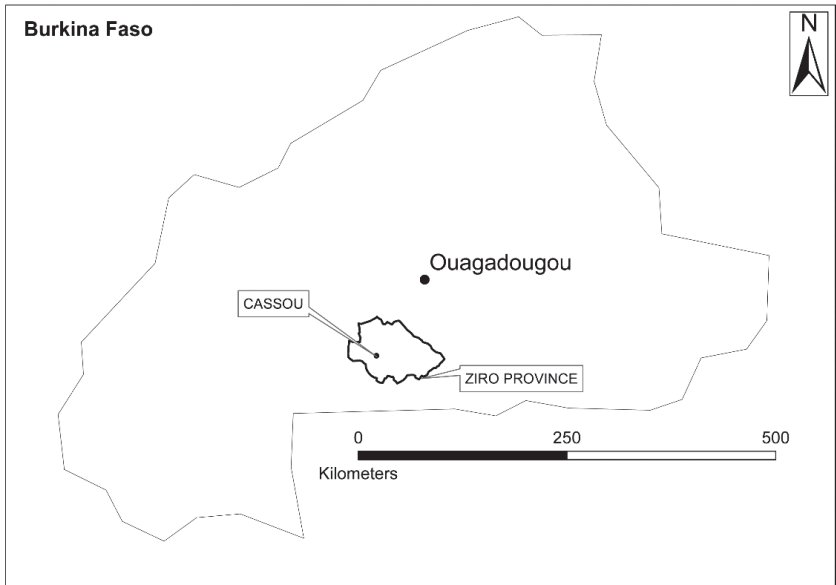 Burkina Faso
N
Ouagadougou
CASSOU
ZIRO PROVINCE
0 250 500
Kilometers